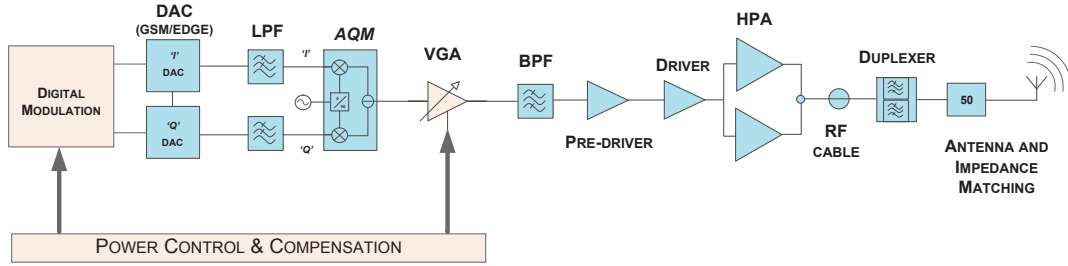 DAC
(GSM/EDGE)
LPF
AQM
VGA
BPF
DRIVER
HPA
DUPLEXER
'I'
DAC
'I'
DIGITAL
MODULATION
50
'Q'
DAC
'Q'
PRE-DRIVER
RF
CABLE
ANTENNA AND
IMPEDANCE
MATCHING
POWER CONTROL & COMPENSATION